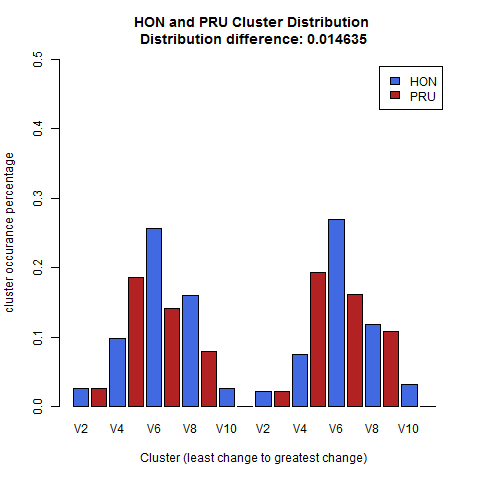 HON and PRU Cluster Distribution
Distribution difference: 0.014635
HON
PRU
cluster occurance percentage
0.5
0.4
0.3
0.2
0.1
0.0
V2 V4 V6 V8 V10 V2 V4 V6 V8 V10
Cluster (least change to greatest change)